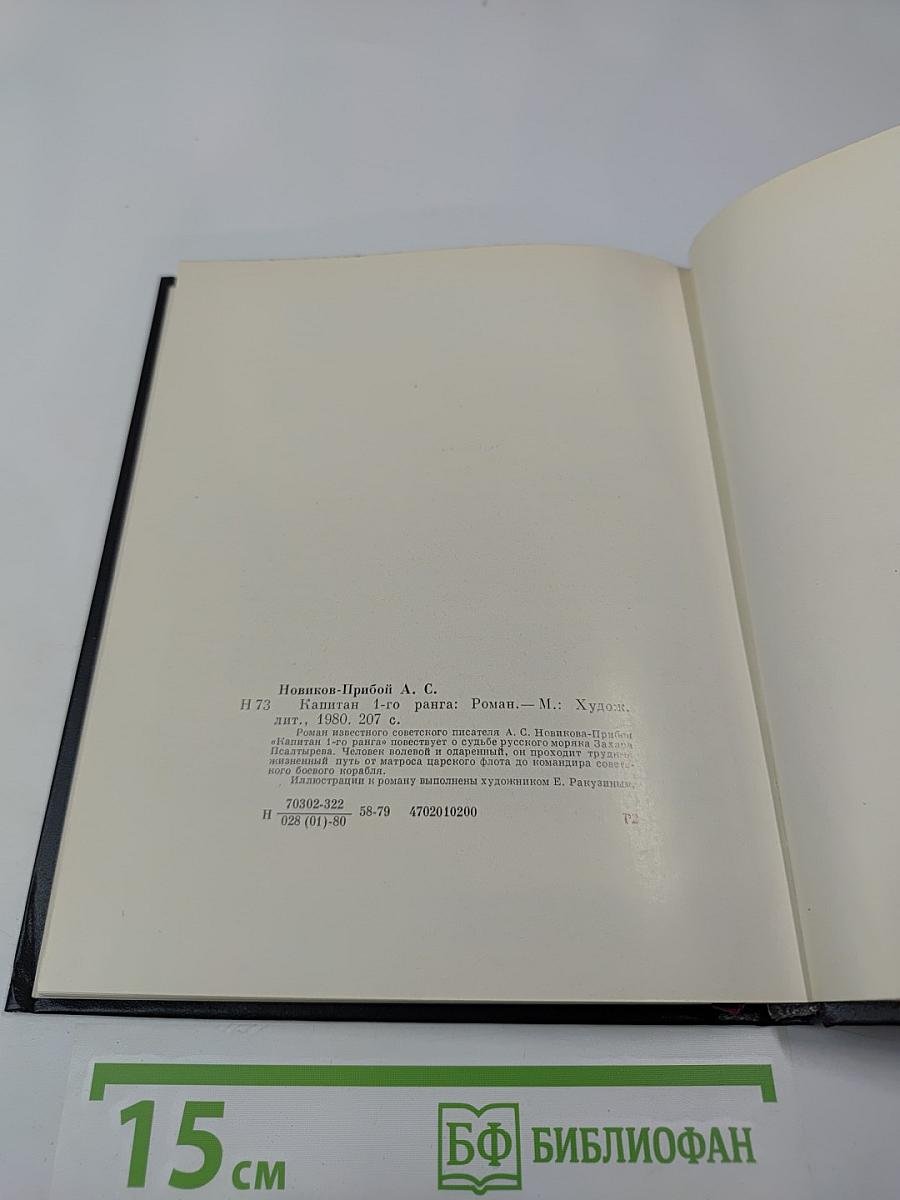 Новиков-Прибой А. С.
Н 73 Капитан 1-го ранга: Роман.— М.: Худож.
лит., 1980. 207 с.
Роман известного советского писателя А. С. Новикова-Прибоя
«Капитан 1-го ранга» повествует о судьбе русского моряка Захара
Псалтырева. Человек волевой и одаренный, он проходит трудный
жизненный путь от матроса царского флота до командира советс-
кого боевого корабля.
Иллюстрации к роману выполнены художником Е. Ракузиным.
Н 70302-322 58-79 4702010200 Р2
028 (01)-80
15 см
БФ БИБЛИОФАН